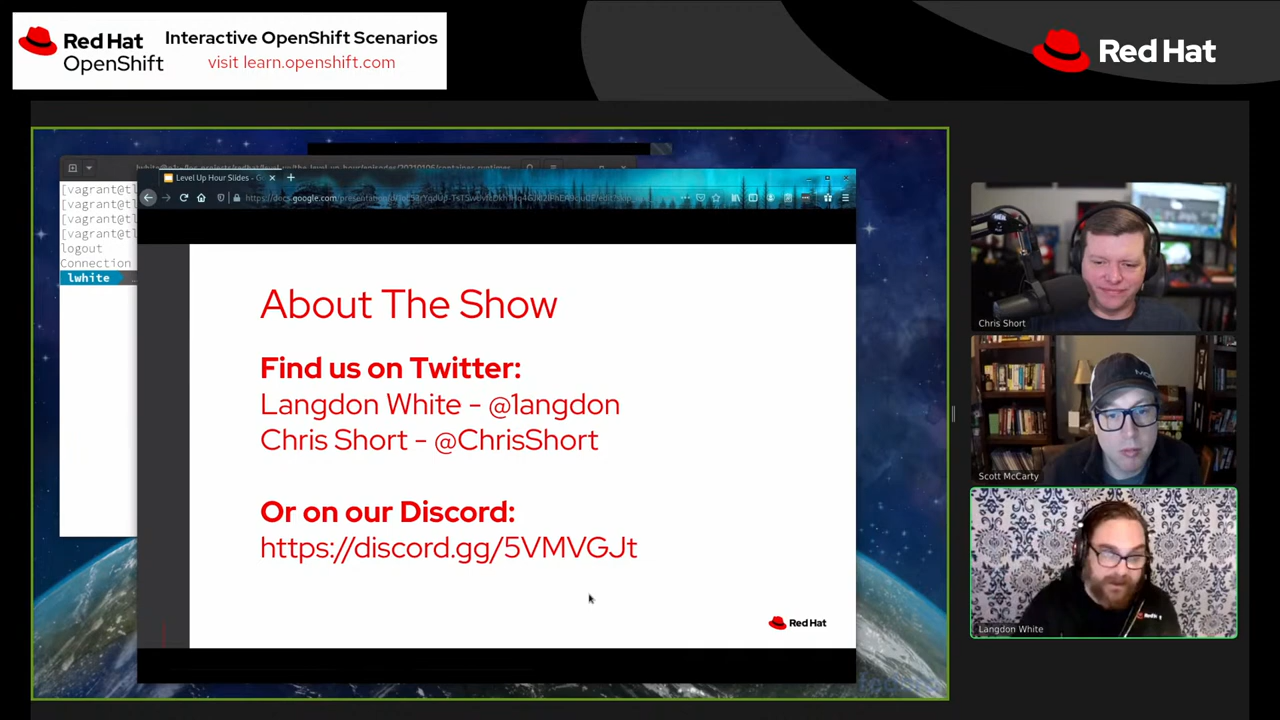 Red Hat
OpenShift
Interactive OpenShift Scenarios
visit learn.openshift.com
Red Hat
[vagrant@tl
[vagrant@tl
[vagrant@tl
[vagrant@tl
logout
Connection
lwhite
Level Up Hour Slides - Go
About The Show
Find us on Twitter:
Langdon White - @1angdon
Chris Short - @ChrisShort
Or on our Discord:
https://discord.gg/5VMVGJt
Red Hat
Chris Short
Scott McCarty
Langdon White